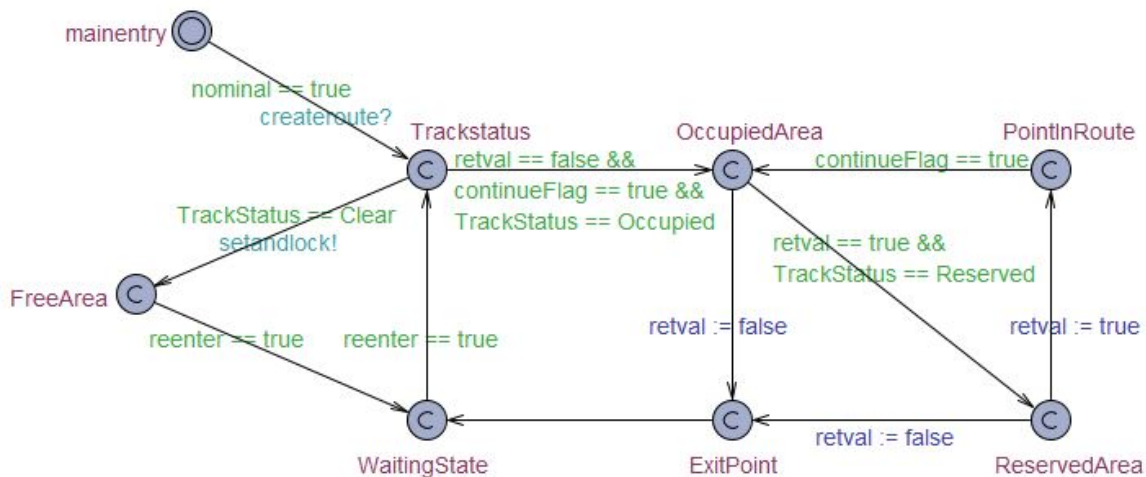 mainentry
nominal == true
createroute?
Trackstatus
OccupiedArea
PointInRoute
retval == false &&
continueFlag == true &&
TrackStatus == Occupied
continueFlag == true
C
C
C
TrackStatus == Clear
setandlock!
retval == true &&
TrackStatus == Reserved
FreeArea
C
reenter == true
reenter == true
retval := false
retval := true
C
C
C
retval := false
WaitingState
ExitPoint
ReservedArea